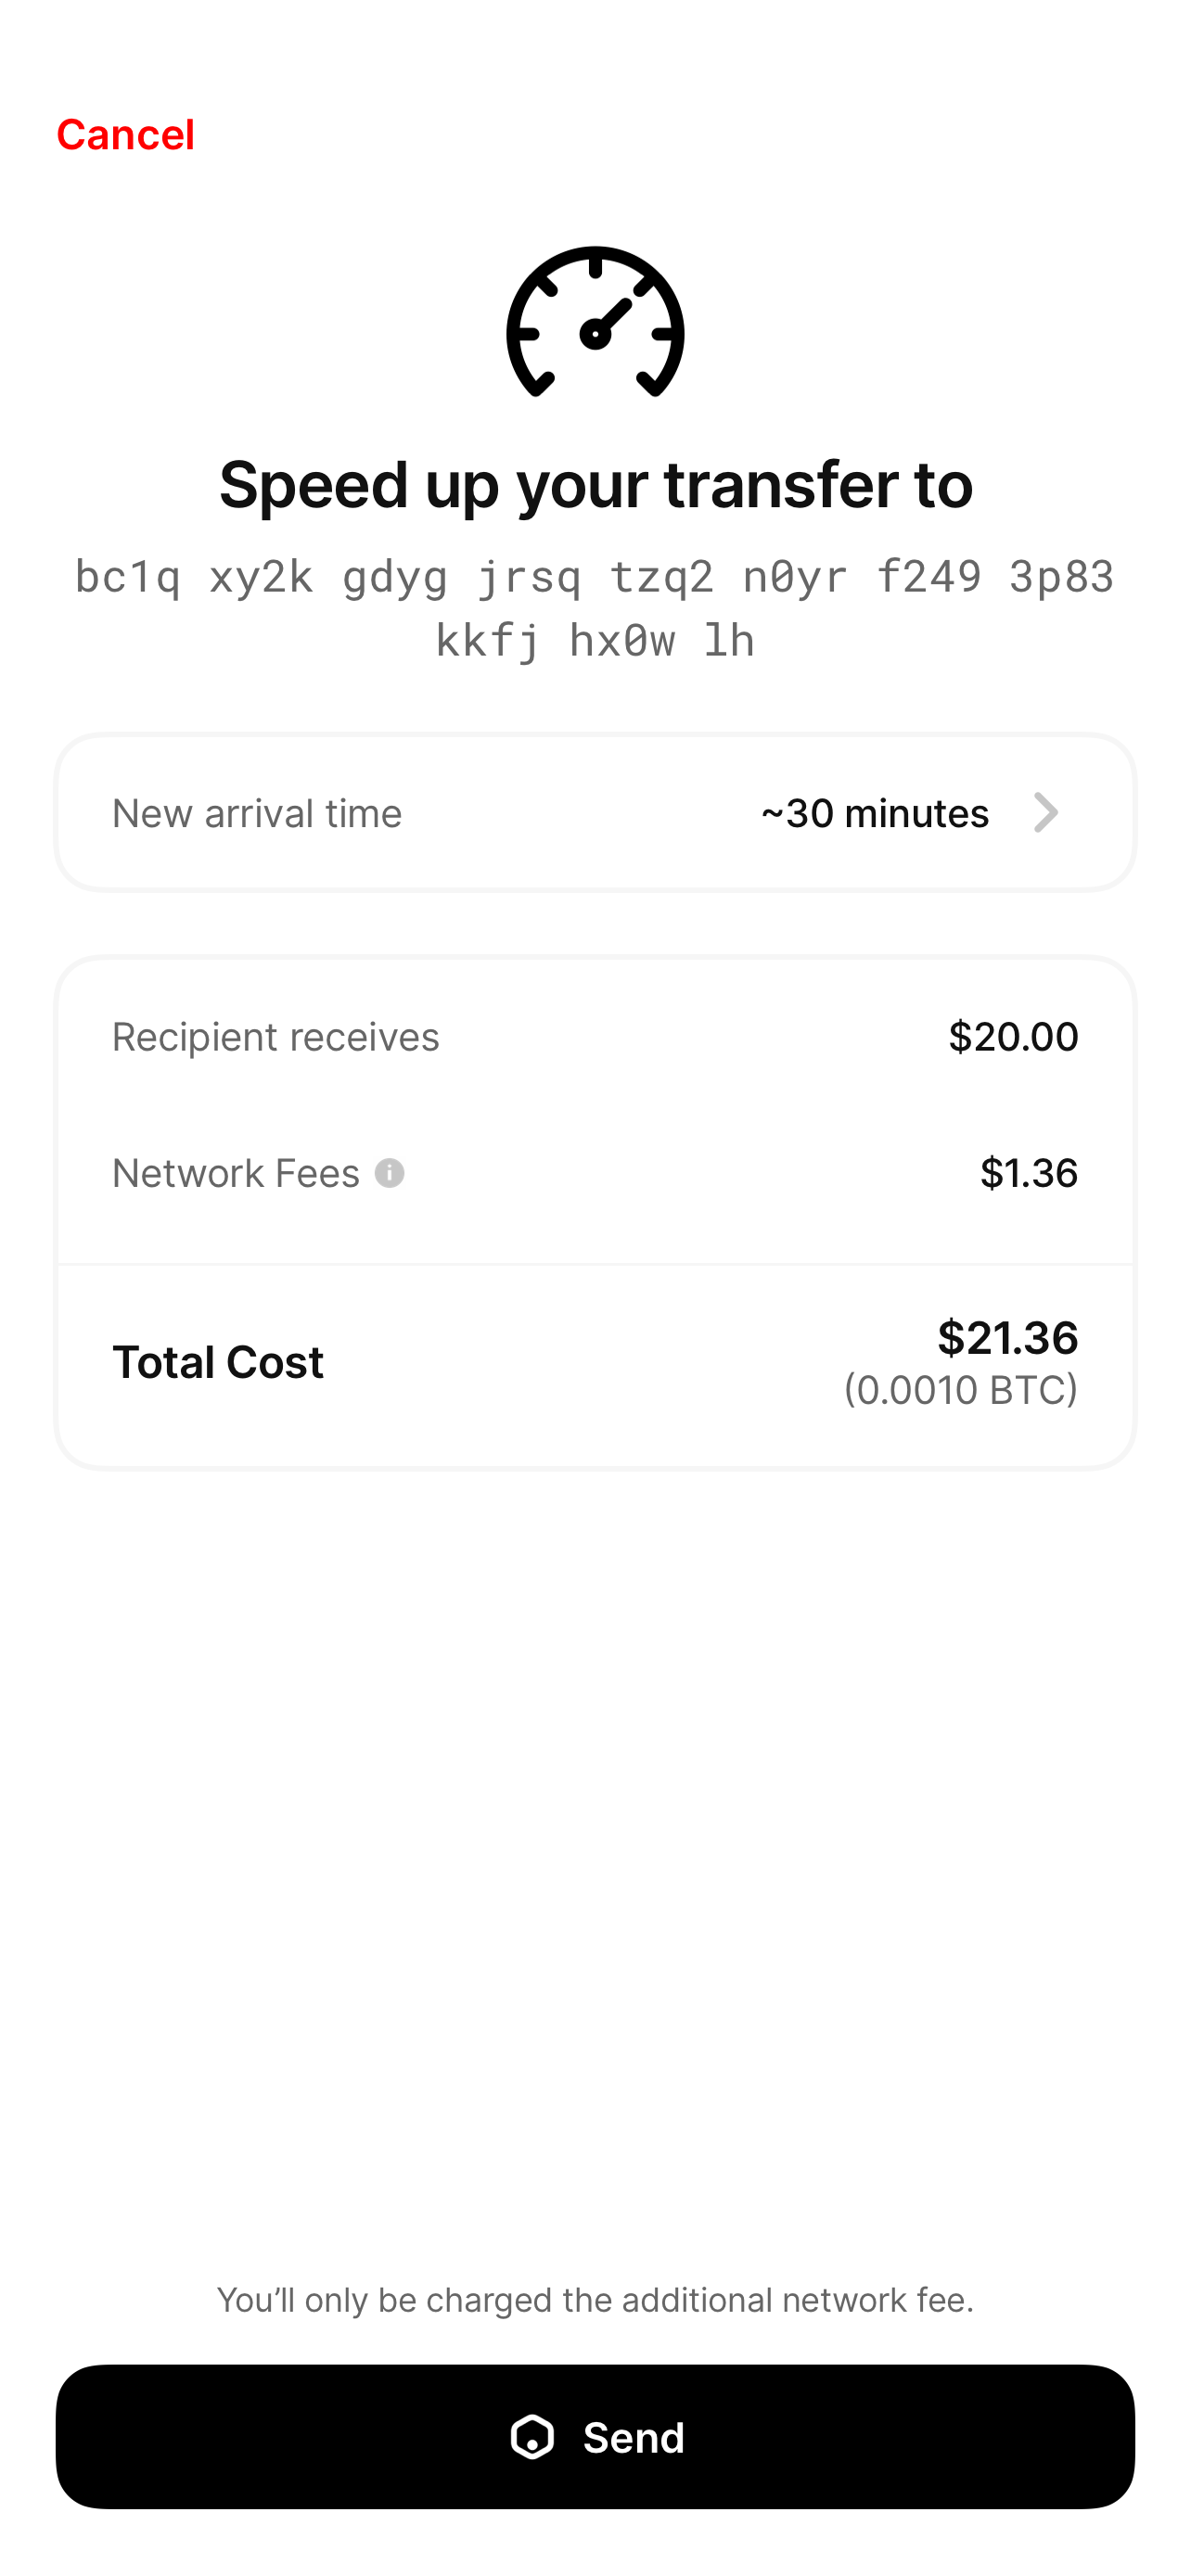 Cancel
Speed up your transfer to
bc1q xy2k gdyg jrsq tzq2 n0yr f249 3p83
kkfj hx0w lh
New arrival time ~30 minutes
Recipient receives $20.00
Network Fees $1.36
Total Cost $21.36
(0.0010 BTC)
You’ll only be charged the additional network fee.
Send